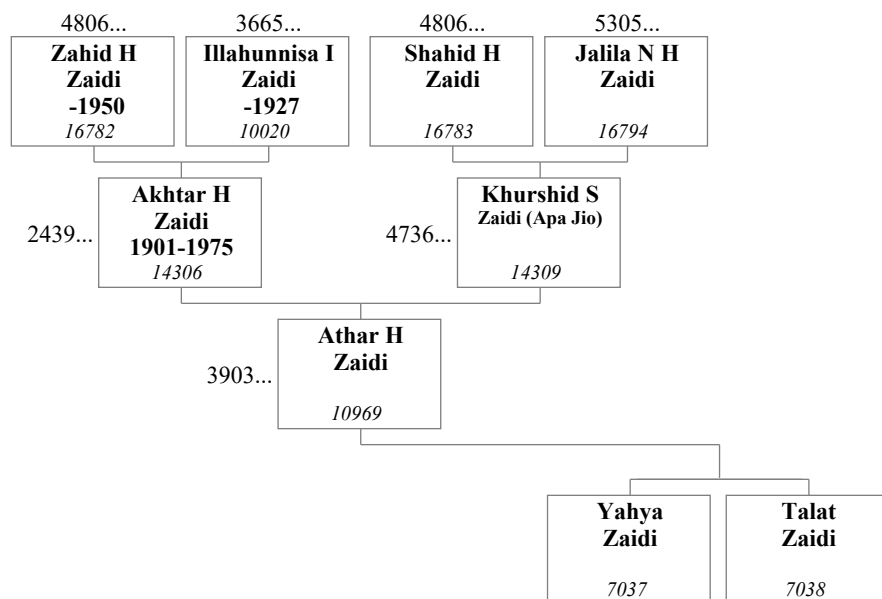 4806... 3665... 4806... 5305...
Zahid H Illahunnisa I Shahid H Jalila N H
Zaidi Zaidi Zaidi Zaidi
-1950 -1927
16782 10020 16783 16794
Akhtar H Khurshid S
Zaidi Zaidi (Apa Jio)
2439... 4736...
1901-1975
14306 14309
Athar H
Zaidi
3903...
10969
Yahya Talat
Zaidi Zaidi
7037 7038